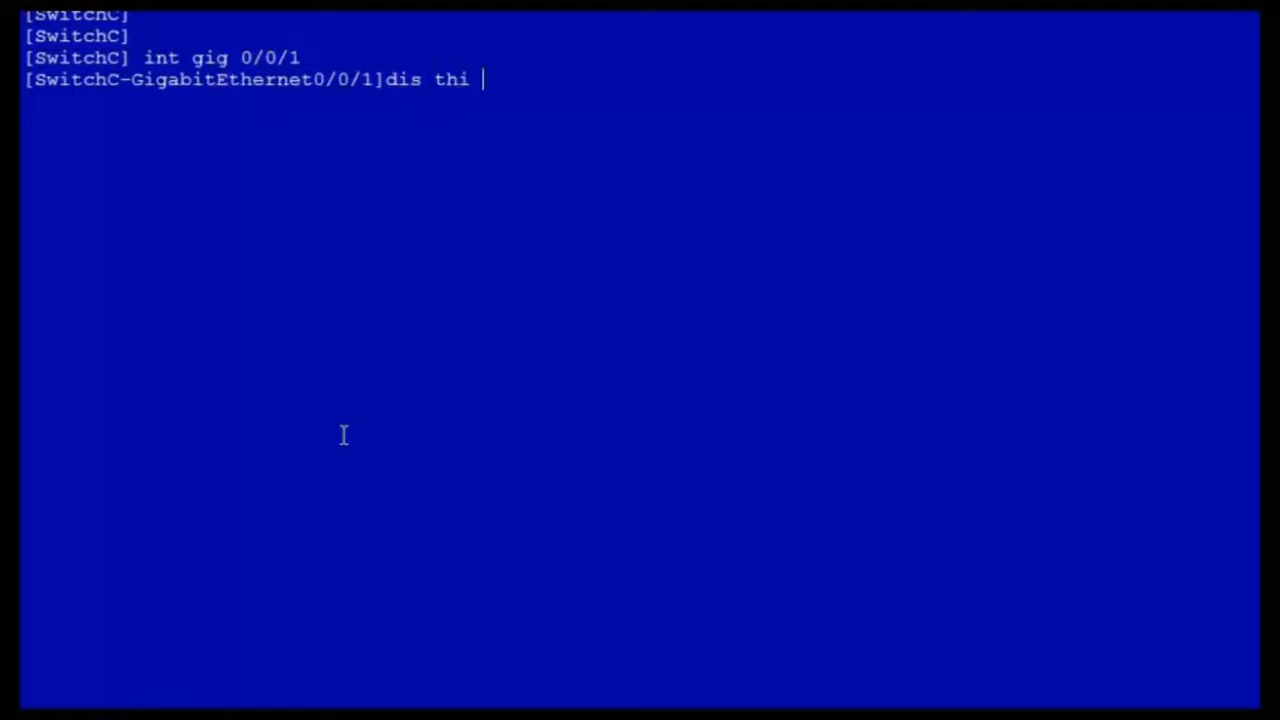 [SwitchC]
[SwitchC]
[SwitchC] int gig 0/0/1
[SwitchC-GigabitEthernet0/0/1]dis thi